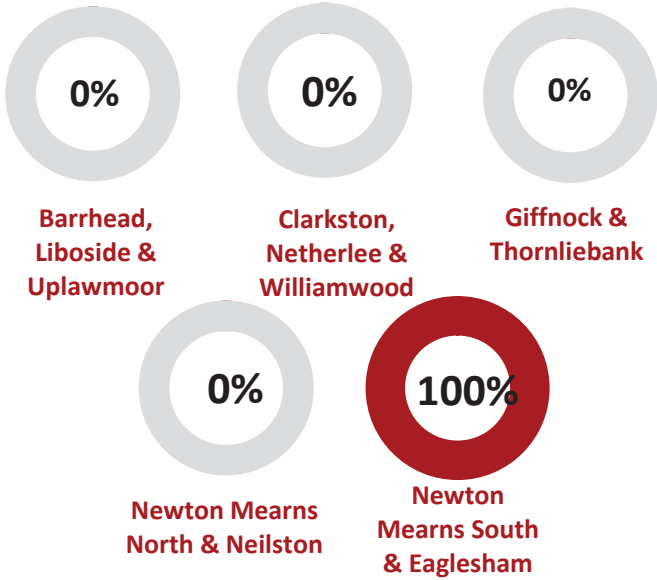 0%
0%
0%
Barrhead,
Liboside &
Uplawmoor
Clarkston,
Netherlee &
Williamwood
Giffnock &
Thornliebank
0%
100%
Newton Mearns
North & Neilston
Newton
Mearns South
& Eaglesham